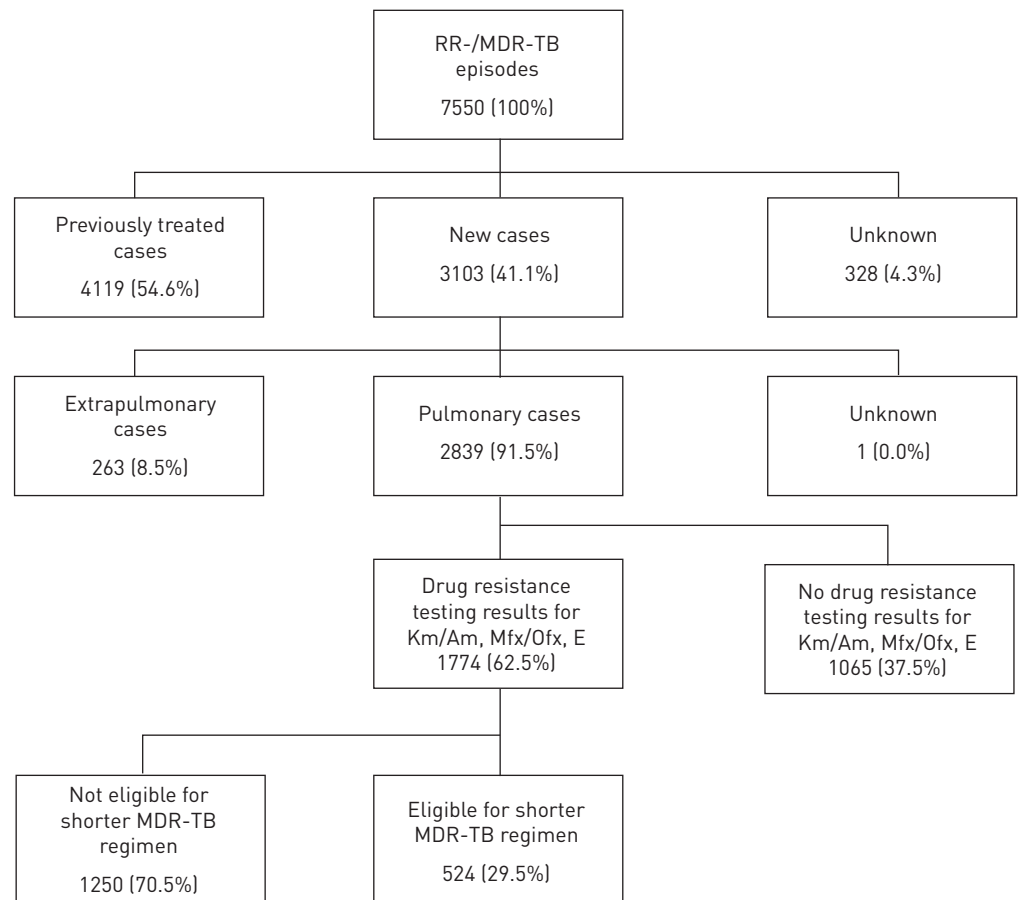 RR-/MDR-TB
episodes
7550 (100%)
Previously treated
cases
4119 (54.6%)
New cases
3103 (41.1%)
Unknown
328 (4.3%)
Extrapulmonary
cases
263 (8.5%)
Pulmonary cases
2839 (91.5%)
Unknown
1 (0.0%)
Drug resistance
testing results for
Km/Am, Mfx/Ofx, E
1774 (62.5%)
No drug resistance
testing results for
Km/Am, Mfx/Ofx, E
1065 (37.5%)
Not eligible for
shorter MDR-TB
regimen
1250 (70.5%)
Eligible for shorter
MDR-TB regimen
524 (29.5%)